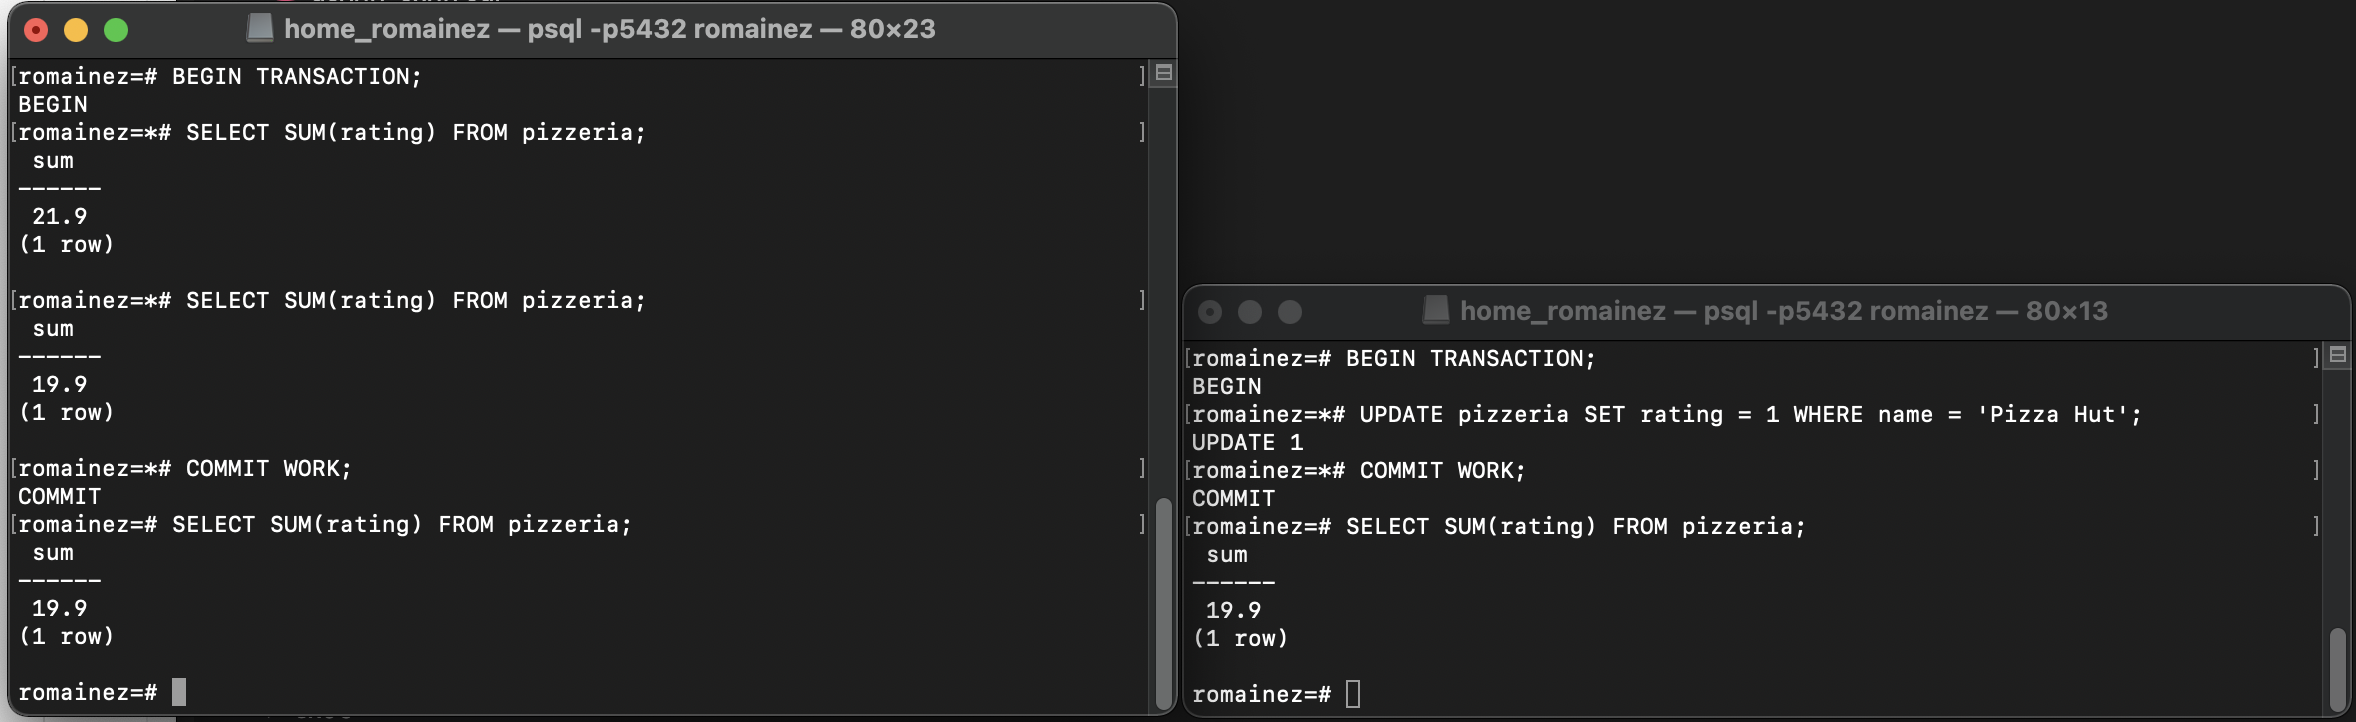 home_romainez — psql -p5432 romainez — 80×23
[romainez=# BEGIN TRANSACTION; ]
BEGIN
[romainez=*# SELECT SUM(rating) FROM pizzeria; ]
sum
------
21.9
(1 row)
[romainez=*# SELECT SUM(rating) FROM pizzeria; ]
sum
------
19.9
(1 row)
[romainez=*# COMMIT WORK; ]
COMMIT
[romainez=# SELECT SUM(rating) FROM pizzeria; ]
sum
------
19.9
(1 row)
romainez=#
home_romainez — psql -p5432 romainez — 80×13
[romainez=# BEGIN TRANSACTION; ]
BEGIN
[romainez=*# UPDATE pizzeria SET rating = 1 WHERE name = 'Pizza Hut'; ]
UPDATE 1
[romainez=*# COMMIT WORK; ]
COMMIT
[romainez=# SELECT SUM(rating) FROM pizzeria; ]
sum
------
19.9
(1 row)
romainez=#